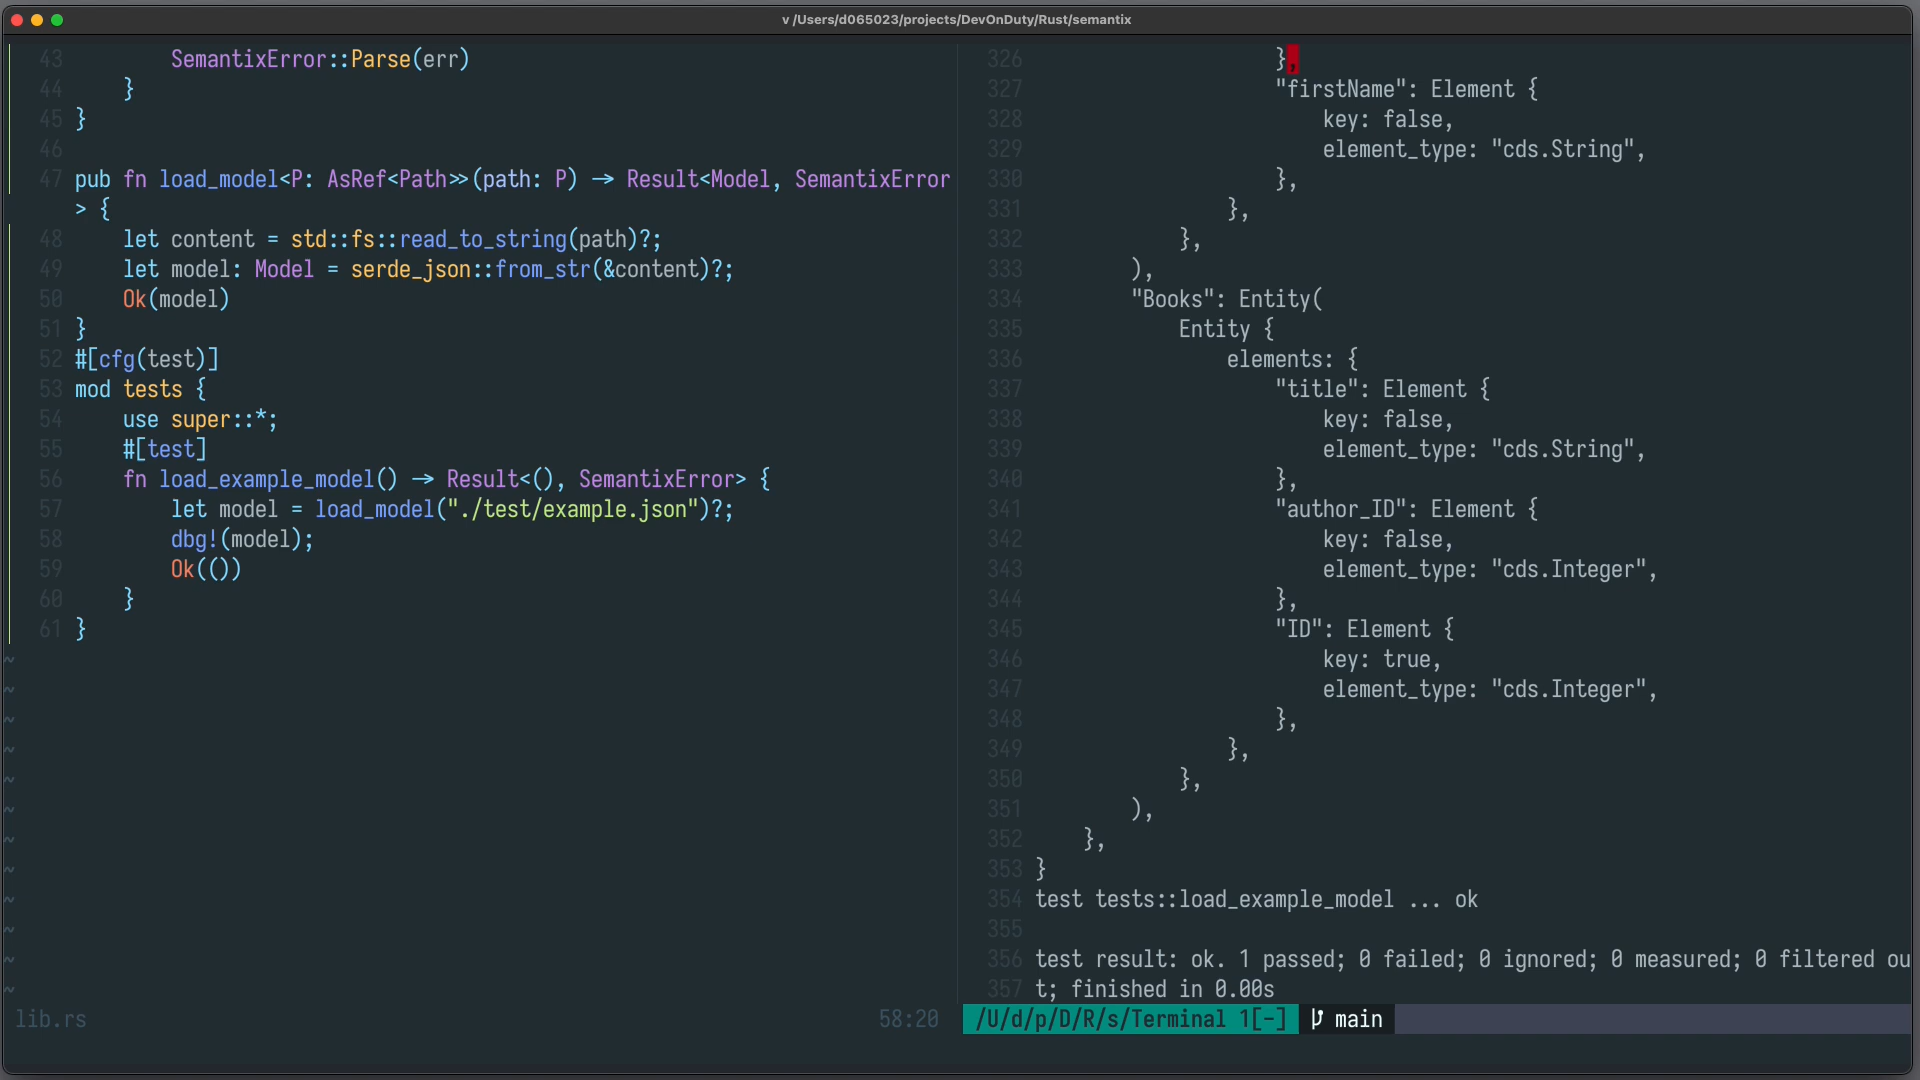 v /Users/d065023/projects/DevOnDuty/Rust/semantix
43         SemantixError::Parse(err)
44     }
45 }
46
47 pub fn load_model<P: AsRef<Path>>(path: P) -> Result<Model, SemantixError
> {
48     let content = std::fs::read_to_string(path)?;
49     let model: Model = serde_json::from_str(&content)?;
50     Ok(model)
51 }
52 #[cfg(test)]
53 mod tests {
54     use super::*;
55     #[test]
56     fn load_example_model() -> Result<(), SemantixError> {
57         let model = load_model("./test/example.json")?;
58         dbg!(model);
59         Ok(())
60     }
61 }
~
~
~
~
~
~
~
~
~
~
~
~
lib.rs 58:20
326                     },
327                     "firstName": Element {
328                         key: false,
329                         element_type: "cds.String",
330                     },
331                 },
332             },
333         ),
334         "Books": Entity(
335             Entity {
336                 elements: {
337                     "title": Element {
338                         key: false,
339                         element_type: "cds.String",
340                     },
341                     "author_ID": Element {
342                         key: false,
343                         element_type: "cds.Integer",
344                     },
345                     "ID": Element {
346                         key: true,
347                         element_type: "cds.Integer",
348                     },
349                 },
350             },
351         ),
352     },
353 }
354 test tests::load_example_model ... ok
355
356 test result: ok. 1 passed; 0 failed; 0 ignored; 0 measured; 0 filtered ou
357 t; finished in 0.00s
/U/d/p/D/R/s/Terminal 1[-] main